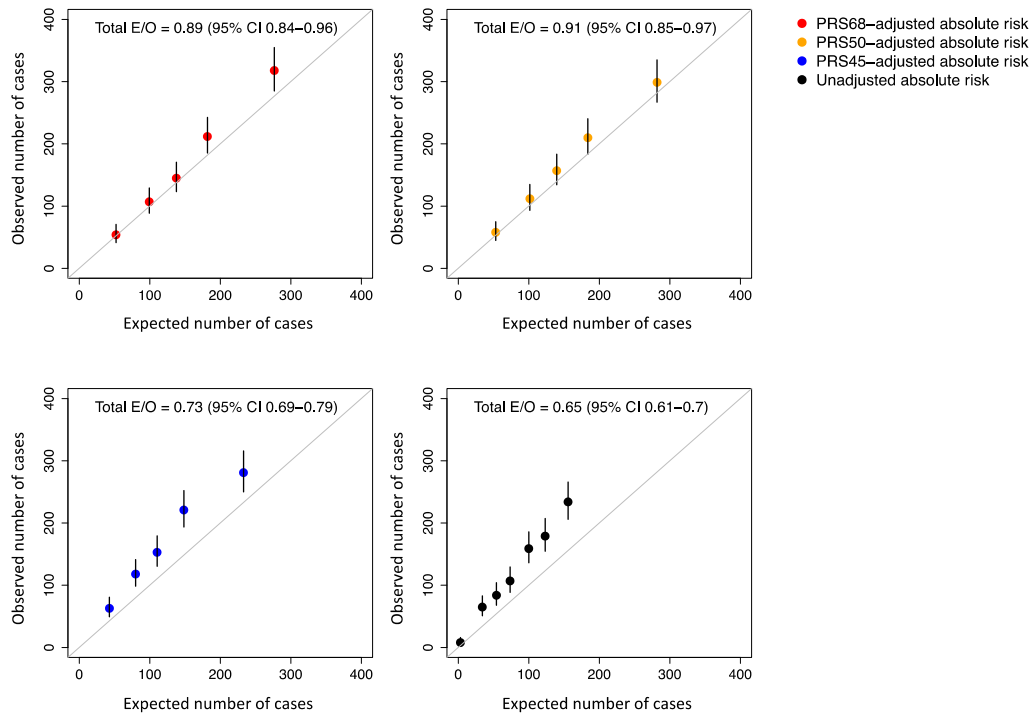 Total E/O = 0.89 (95% CI 0.84−0.96)
Observed number of cases
400
300
200
100
0
0 100 200 300 400
Expected number of cases
Total E/O = 0.91 (95% CI 0.85−0.97)
Observed number of cases
400
300
200
100
0
0 100 200 300 400
Expected number of cases
PRS68−adjusted absolute risk
PRS50−adjusted absolute risk
PRS45−adjusted absolute risk
Unadjusted absolute risk
Total E/O = 0.73 (95% CI 0.69−0.79)
Observed number of cases
400
300
200
100
0
0 100 200 300 400
Expected number of cases
Total E/O = 0.65 (95% CI 0.61−0.7)
Observed number of cases
400
300
200
100
0
0 100 200 300 400
Expected number of cases